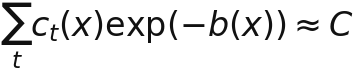 ∑_t c_t(x)exp(−b(x)) ≈ C